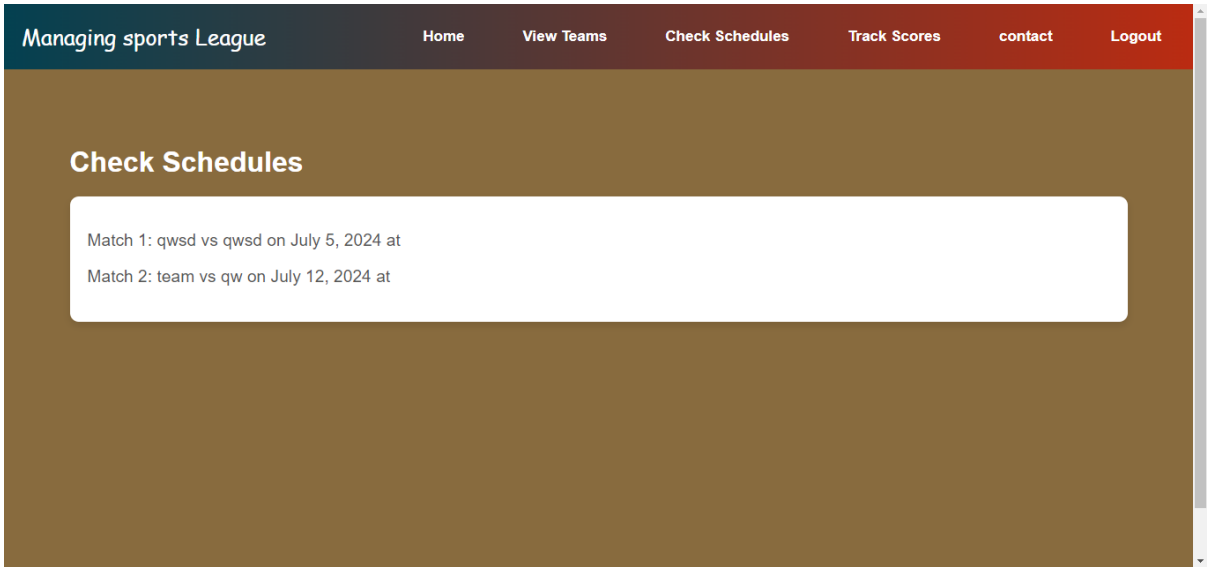 Managing sports League
Home View Teams Check Schedules Track Scores contact Logout
Check Schedules
Match 1: qwsd vs qwsd on July 5, 2024 at
Match 2: team vs qw on July 12, 2024 at